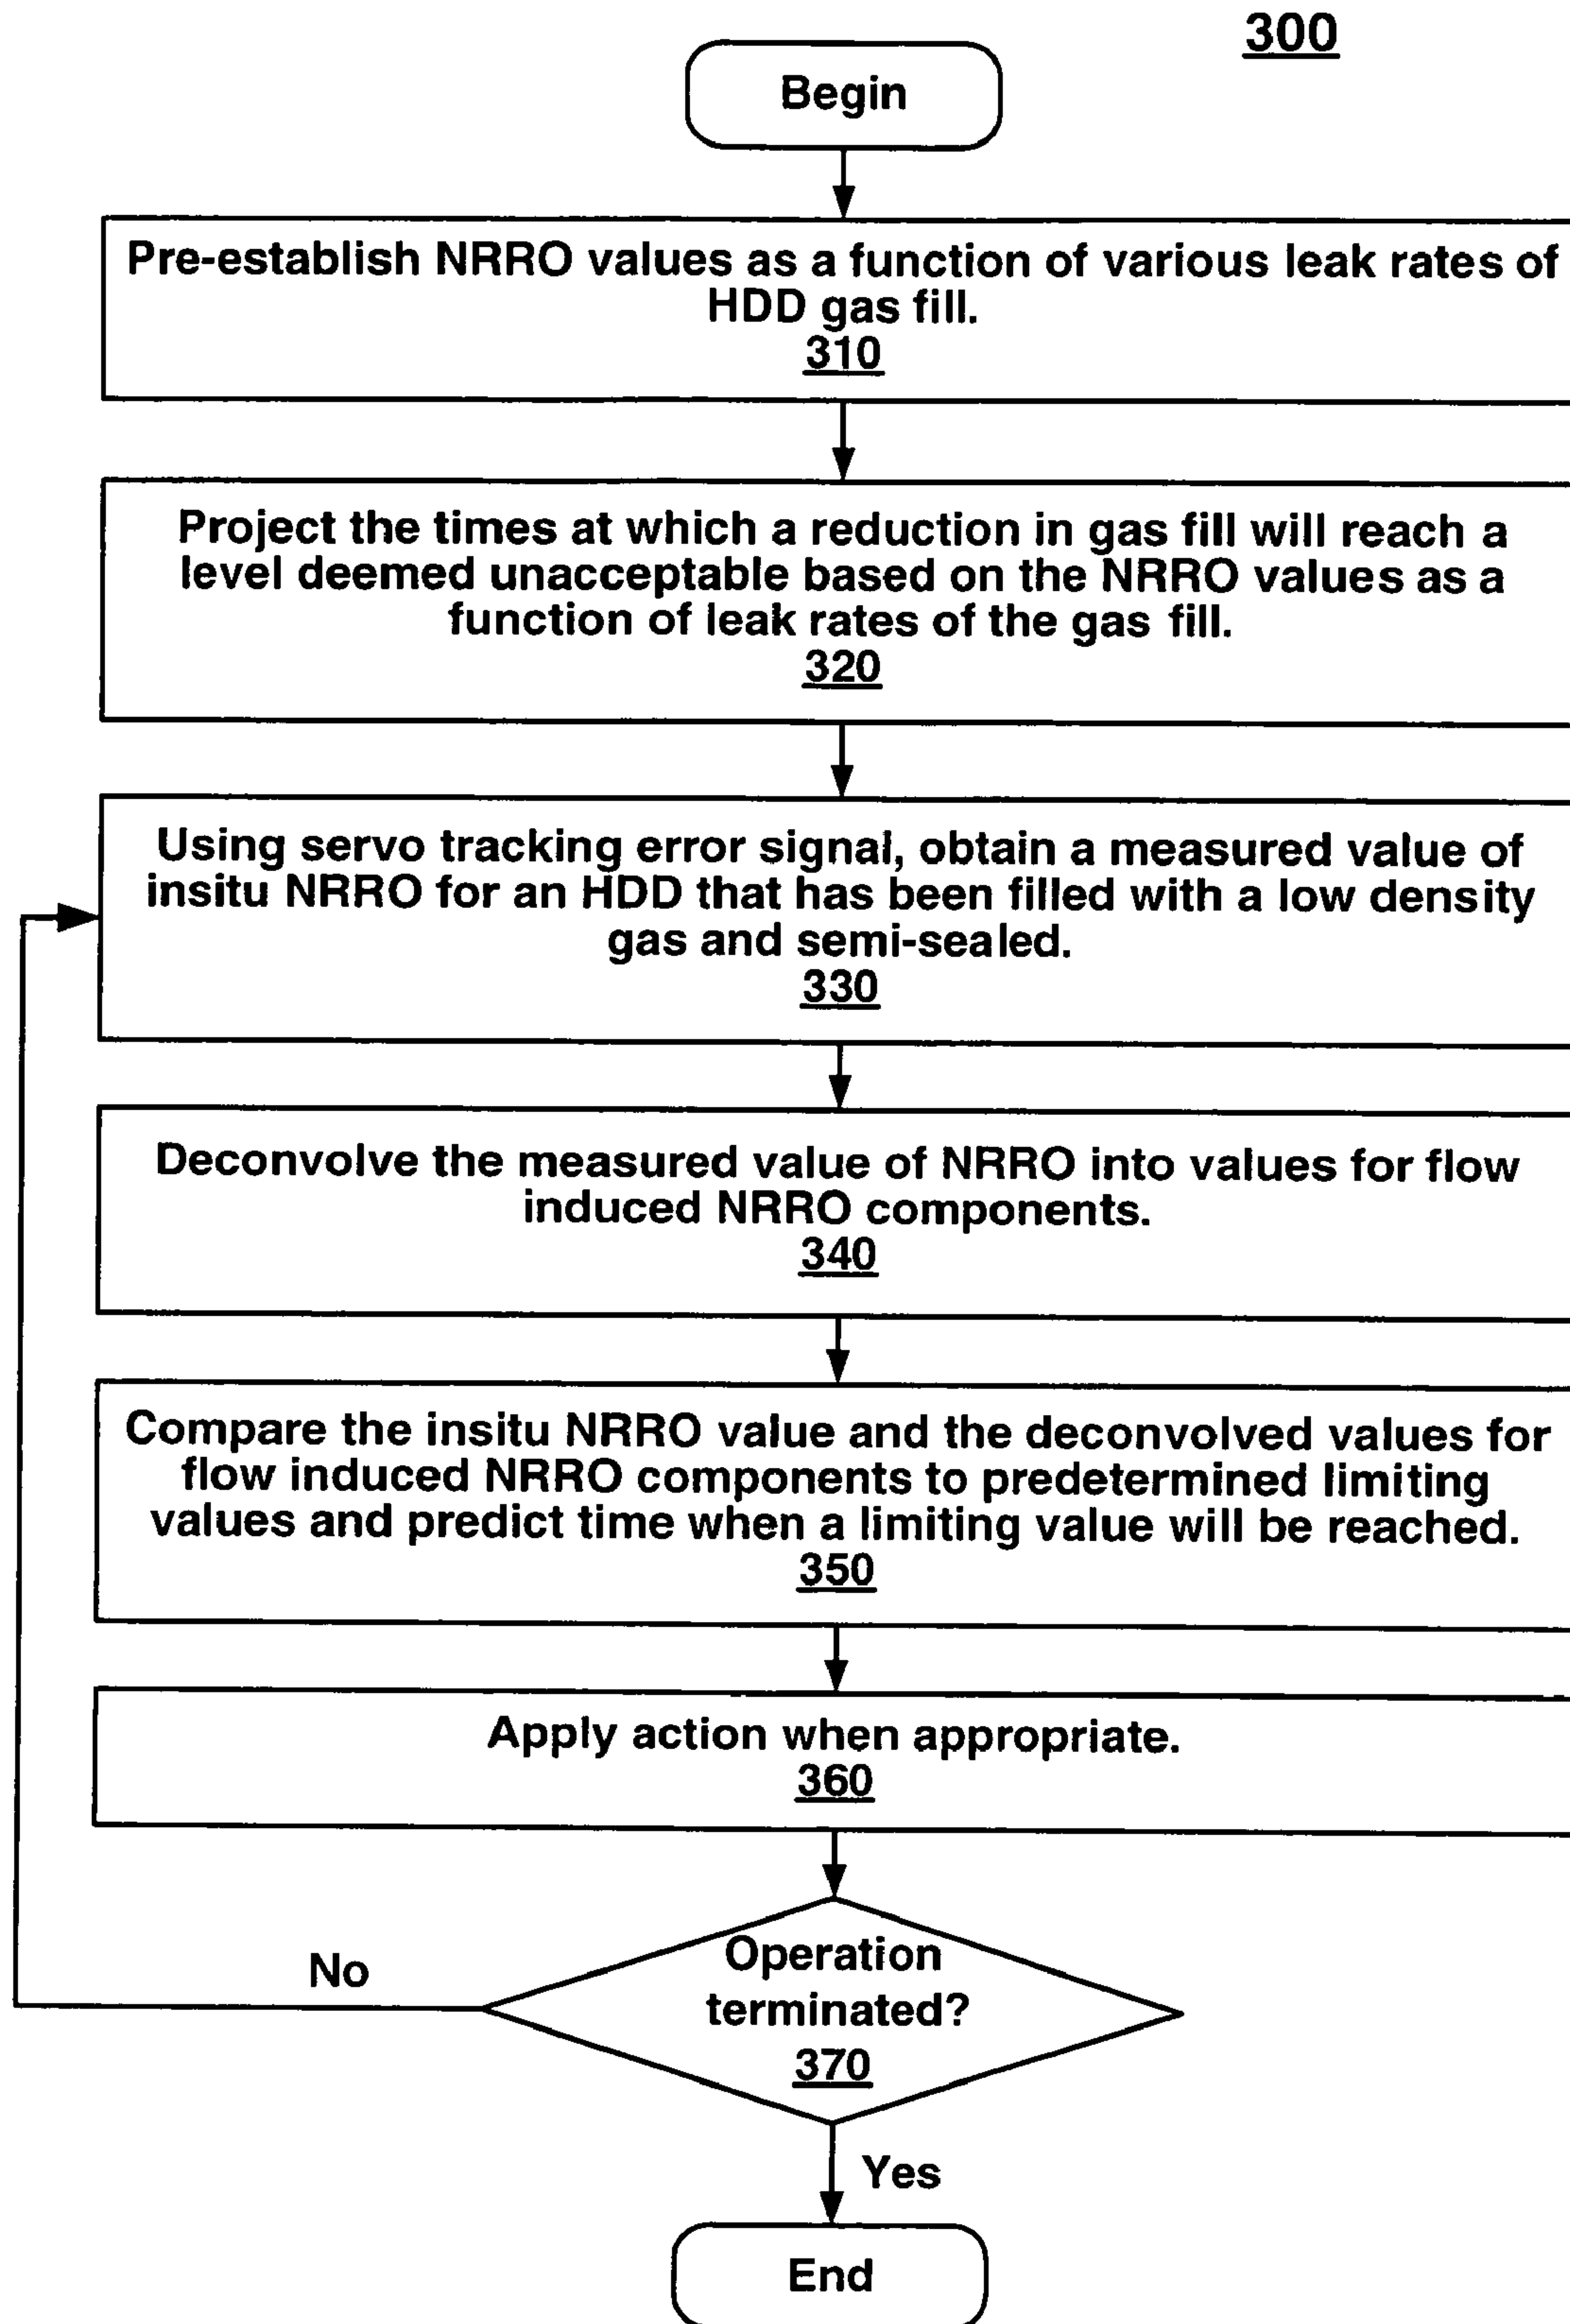 300
Begin
Pre-establish NRRO values as a function of various leak rates of
HDD gas fill.
310
Project the times at which a reduction in gas fill will reach a
level deemed unacceptable based on the NRRO values as a
function of leak rates of the gas fill.
320
Using servo tracking error signal, obtain a measured value of
insitu NRRO for an HDD that has been filled with a low density
gas and semi-sealed.
330
Deconvolve the measured value of NRRO into values for flow
induced NRRO components.
340
Compare the insitu NRRO value and the deconvolved values for
flow induced NRRO components to predetermined limiting
values and predict time when a limiting value will be reached.
350
Apply action when appropriate.
360
Operation
terminated?
370
No
Yes
End